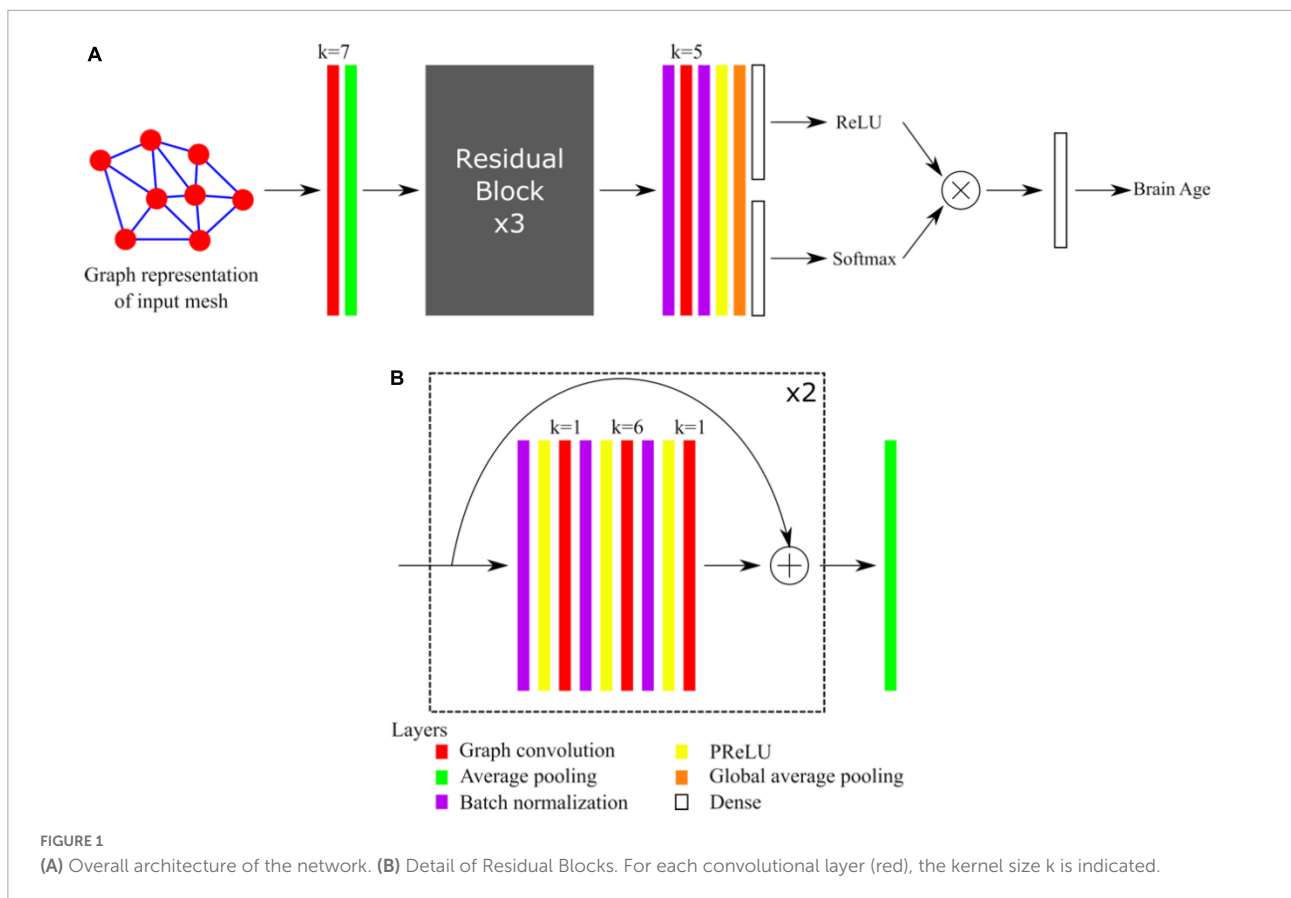 A
k=7
k=5
Residual
Block
x3
ReLU
Softmax
Brain Age
Graph representation
of input mesh
B
x2
k=1
k=6
k=1
Layers
Graph convolution
PReLU
Average pooling
Global average pooling
Batch normalization
Dense
FIGURE 1
(A) Overall architecture of the network. (B) Detail of Residual Blocks. For each convolutional layer (red), the kernel size k is indicated.